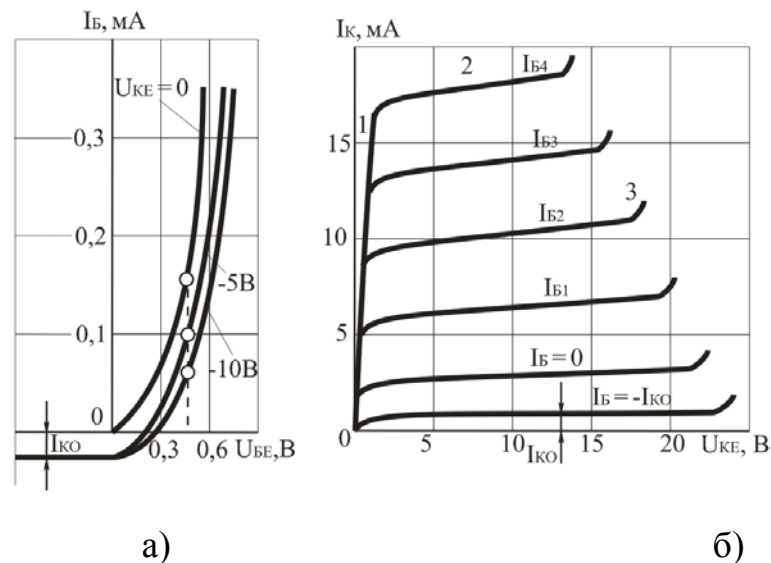 IБ, мА
UКЕ = 0
0,3
0,2
-5В
0,1
-10В
0
IКО
0,3 0,6 UБЕ,В
а)
IК, мА
2
IБ4
1
15
IБ3
3
10
IБ2
IБ1
5
IБ = 0
IБ = -IКО
0
5 10 15 20 UКЕ, В
IКО
б)